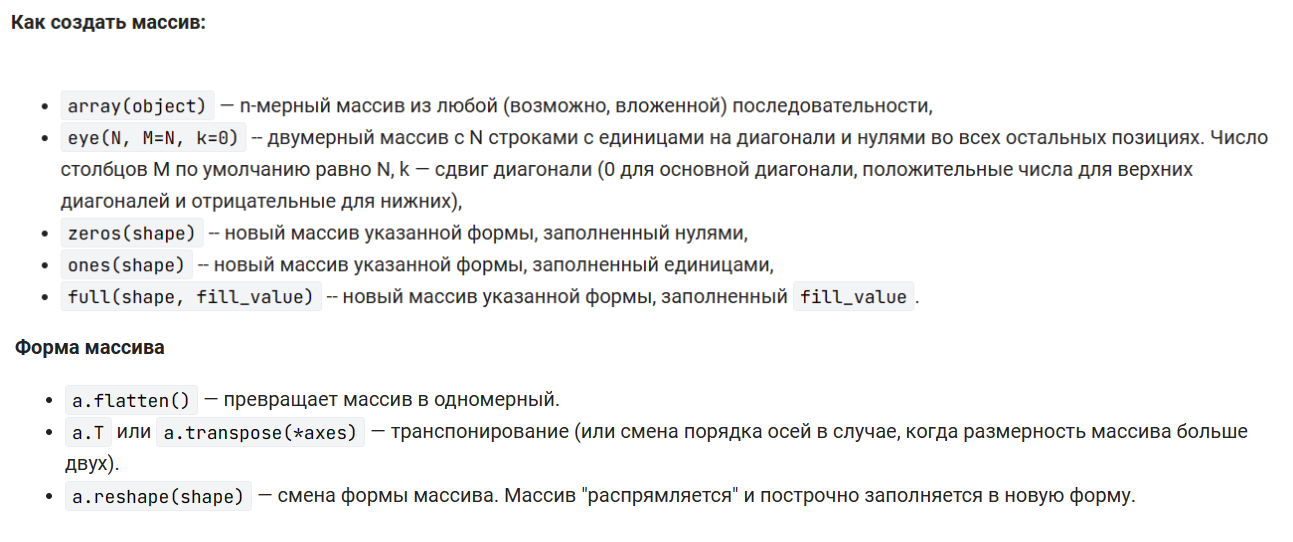 Как создать массив:
• array(object) — n-мерный массив из любой (возможно, вложенной) последовательности,
• eye(N, M=N, k=0) -- двумерный массив с N строками с единицами на диагонали и нулями во всех остальных позициях. Число
столбцов M по умолчанию равно N, k — сдвиг диагонали (0 для основной диагонали, положительные числа для верхних
диагоналей и отрицательные для нижних),
• zeros(shape) -- новый массив указанной формы, заполненный нулями,
• ones(shape) -- новый массив указанной формы, заполненный единицами,
• full(shape, fill_value) -- новый массив указанной формы, заполненный fill_value.
Форма массива
• a.flatten() — превращает массив в одномерный.
• a.T или a.transpose(*axes) — транспонирование (или смена порядка осей в случае, когда размерность массива больше
двух).
• a.reshape(shape) — смена формы массива. Массив "распрямляется" и построчно заполняется в новую форму.